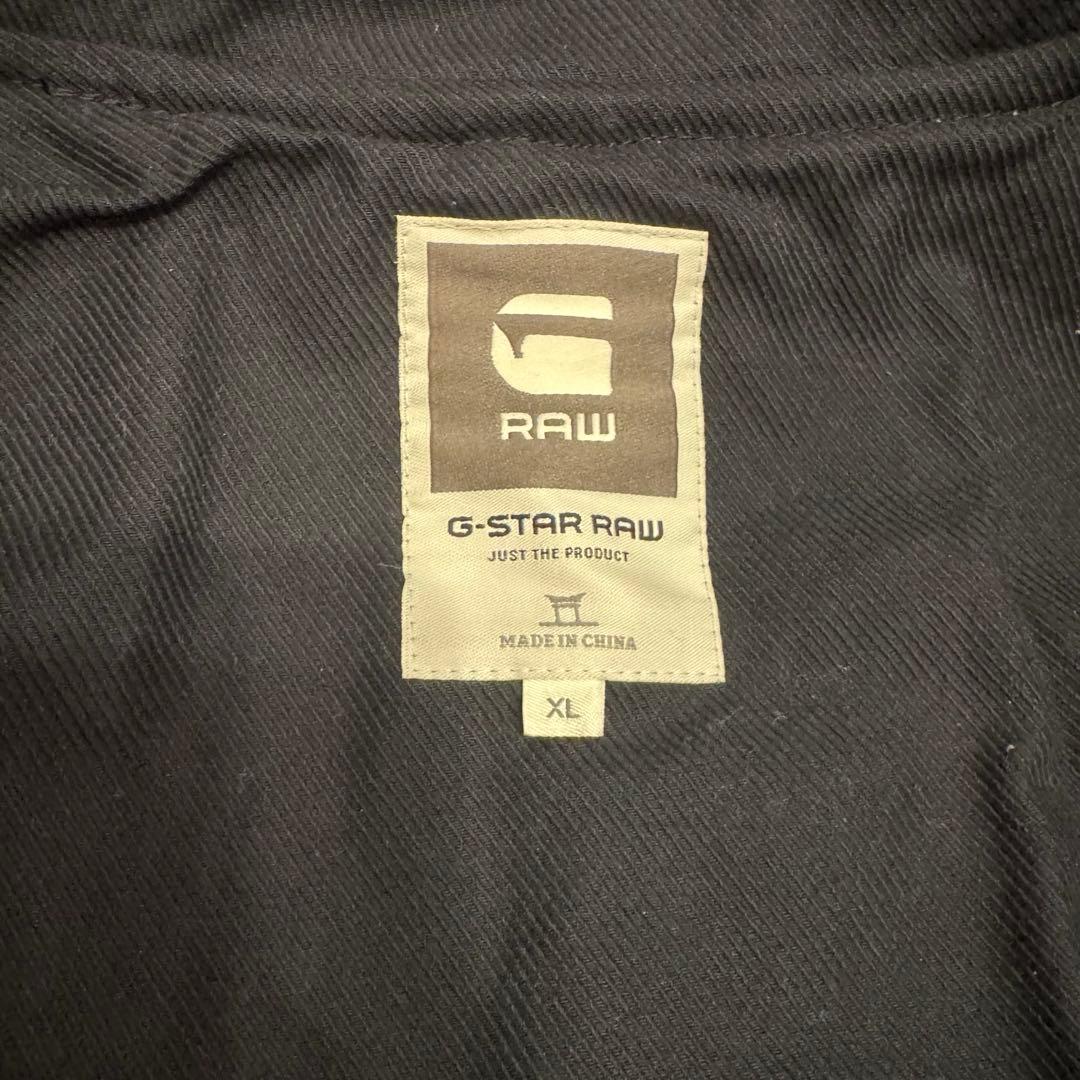 RAW
G-STAR RAW
JUST THE PRODUCT
MADE IN CHINA
XL